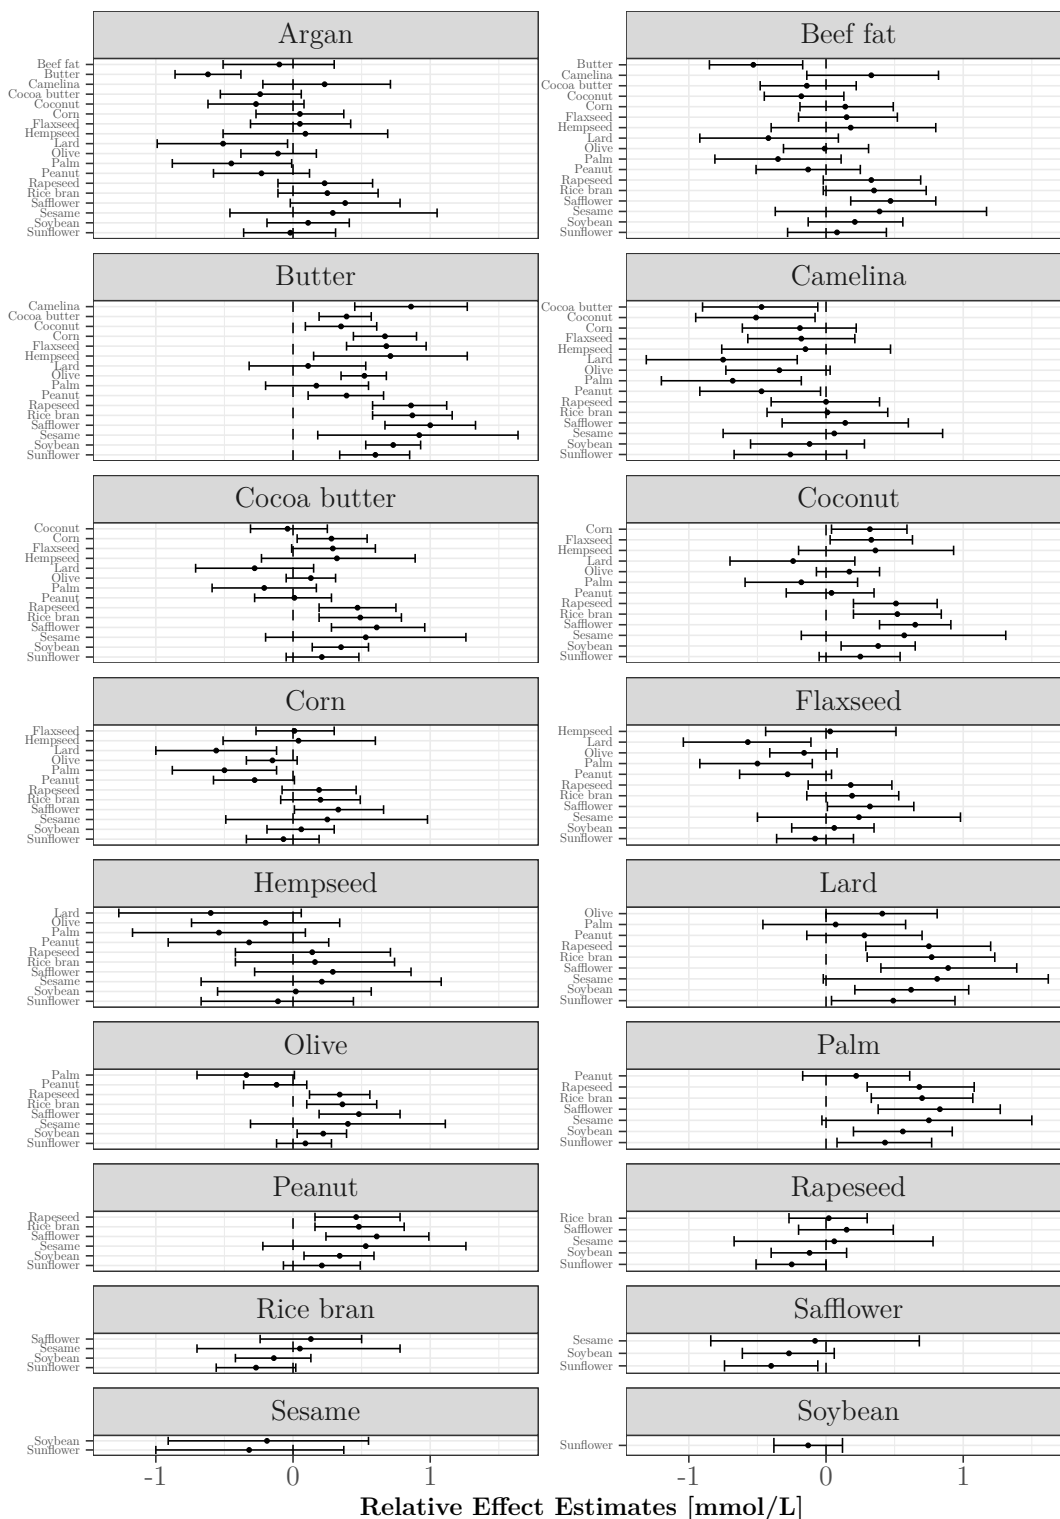 Argan
Beef fat
Butter
Camelina
Cocoa butter
Coconut
Corn
Flaxseed
Hempseed
Lard
Olive
Palm
Peanut
Rapeseed
Rice bran
Safflower
Sesame
Soybean
Sunflower
Beef fat
Butter
Camelina
Cocoa butter
Coconut
Corn
Flaxseed
Hempseed
Lard
Olive
Palm
Peanut
Rapeseed
Rice bran
Safflower
Sesame
Soybean
Sunflower
Butter
Camelina
Cocoa butter
Coconut
Corn
Flaxseed
Hempseed
Lard
Olive
Palm
Peanut
Rapeseed
Rice bran
Safflower
Sesame
Soybean
Sunflower
Camelina
Cocoa butter
Coconut
Corn
Flaxseed
Hempseed
Lard
Olive
Palm
Peanut
Rapeseed
Rice bran
Safflower
Sesame
Soybean
Sunflower
Cocoa butter
Coconut
Corn
Flaxseed
Hempseed
Lard
Olive
Palm
Peanut
Rapeseed
Rice bran
Safflower
Sesame
Soybean
Sunflower
Coconut
Corn
Flaxseed
Hempseed
Lard
Olive
Palm
Peanut
Rapeseed
Rice bran
Safflower
Sesame
Soybean
Sunflower
Corn
Flaxseed
Hempseed
Lard
Olive
Palm
Peanut
Rapeseed
Rice bran
Safflower
Sesame
Soybean
Sunflower
Flaxseed
Hempseed
Lard
Olive
Palm
Peanut
Rapeseed
Rice bran
Safflower
Sesame
Soybean
Sunflower
Hempseed
Lard
Olive
Palm
Peanut
Rapeseed
Rice bran
Safflower
Sesame
Soybean
Sunflower
Lard
Olive
Palm
Peanut
Rapeseed
Rice bran
Safflower
Sesame
Soybean
Sunflower
Olive
Palm
Peanut
Rapeseed
Rice bran
Safflower
Sesame
Soybean
Sunflower
Palm
Peanut
Rapeseed
Rice bran
Safflower
Sesame
Soybean
Sunflower
Peanut
Rapeseed
Rice bran
Safflower
Sesame
Soybean
Sunflower
Rapeseed
Rice bran
Safflower
Sesame
Soybean
Sunflower
Rice bran
Safflower
Sesame
Soybean
Sunflower
Safflower
Sesame
Soybean
Sunflower
Sesame
Soybean
Sunflower
Soybean
Sunflower
-1 0 1
-1 0 1
Relative Effect Estimates [mmol/L]